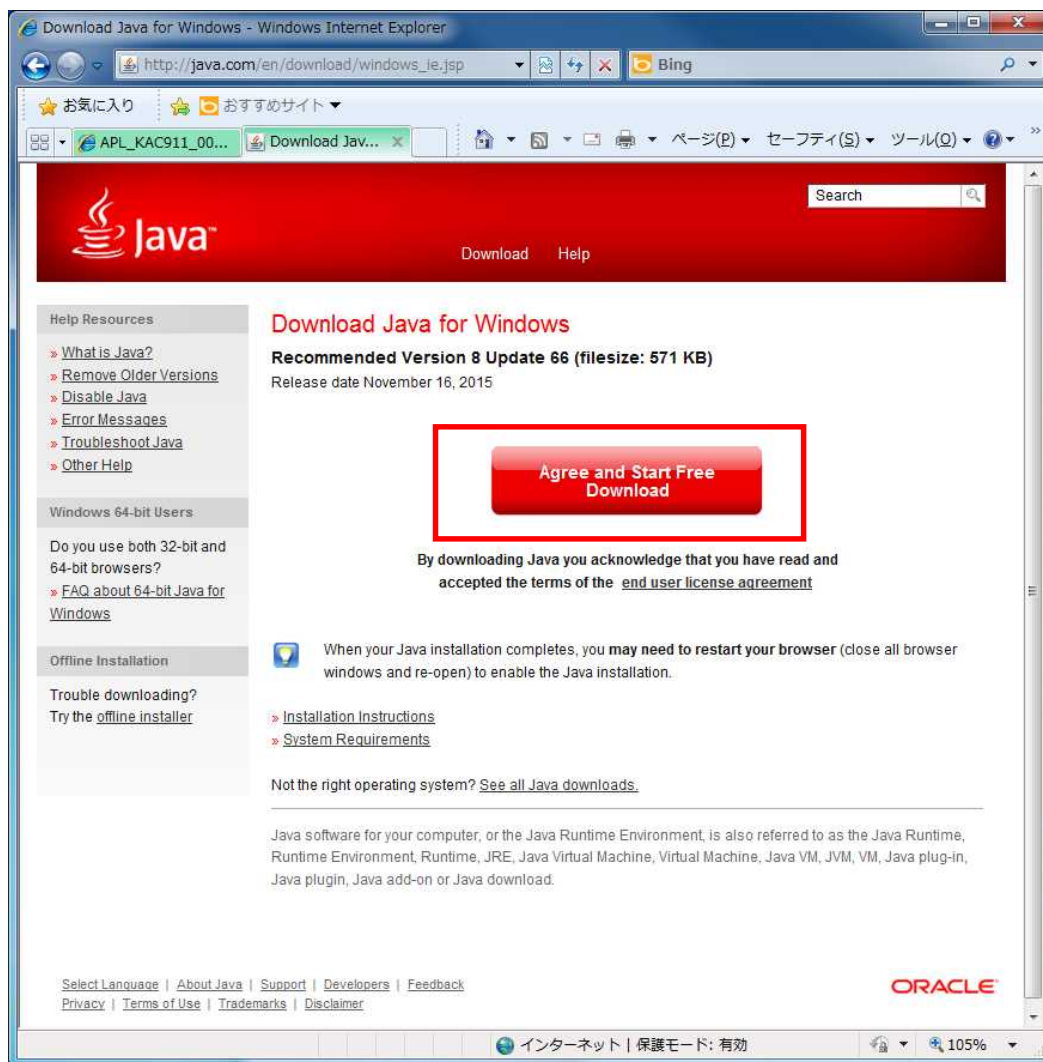 Download Java for Windows - Windows Internet Explorer
http://java.com/en/download/windows_ie.jsp
Bing
お気に入り
おすすめサイト ▼
APL_KAC911_00...
Download Jav...
ページ(P)
セーフティ(S)
ツール(O)
»
Java™
Search
Download
Help
Help Resources
» What is Java?
» Remove Older Versions
» Disable Java
» Error Messages
» Troubleshoot Java
» Other Help
Windows 64-bit Users
Do you use both 32-bit and
64-bit browsers?
» FAQ about 64-bit Java for
Windows
Offline Installation
Trouble downloading?
Try the offline installer
Download Java for Windows
Recommended Version 8 Update 66 (filesize: 571 KB)
Release date November 16, 2015
Agree and Start Free
Download
By downloading Java you acknowledge that you have read and
accepted the terms of the end user license agreement
When your Java installation completes, you may need to restart your browser (close all browser
windows and re-open) to enable the Java installation.
» Installation Instructions
» System Requirements
Not the right operating system? See all Java downloads.
Java software for your computer, or the Java Runtime Environment, is also referred to as the Java Runtime,
Runtime Environment, Runtime, JRE, Java Virtual Machine, Virtual Machine, Java VM, JVM, VM, Java plug-in,
Java plugin, Java add-on or Java download.
Select Language | About Java | Support | Developers | Feedback
Privacy | Terms of Use | Trademarks | Disclaimer
ORACLE
インターネット | 保護モード: 有効
105%